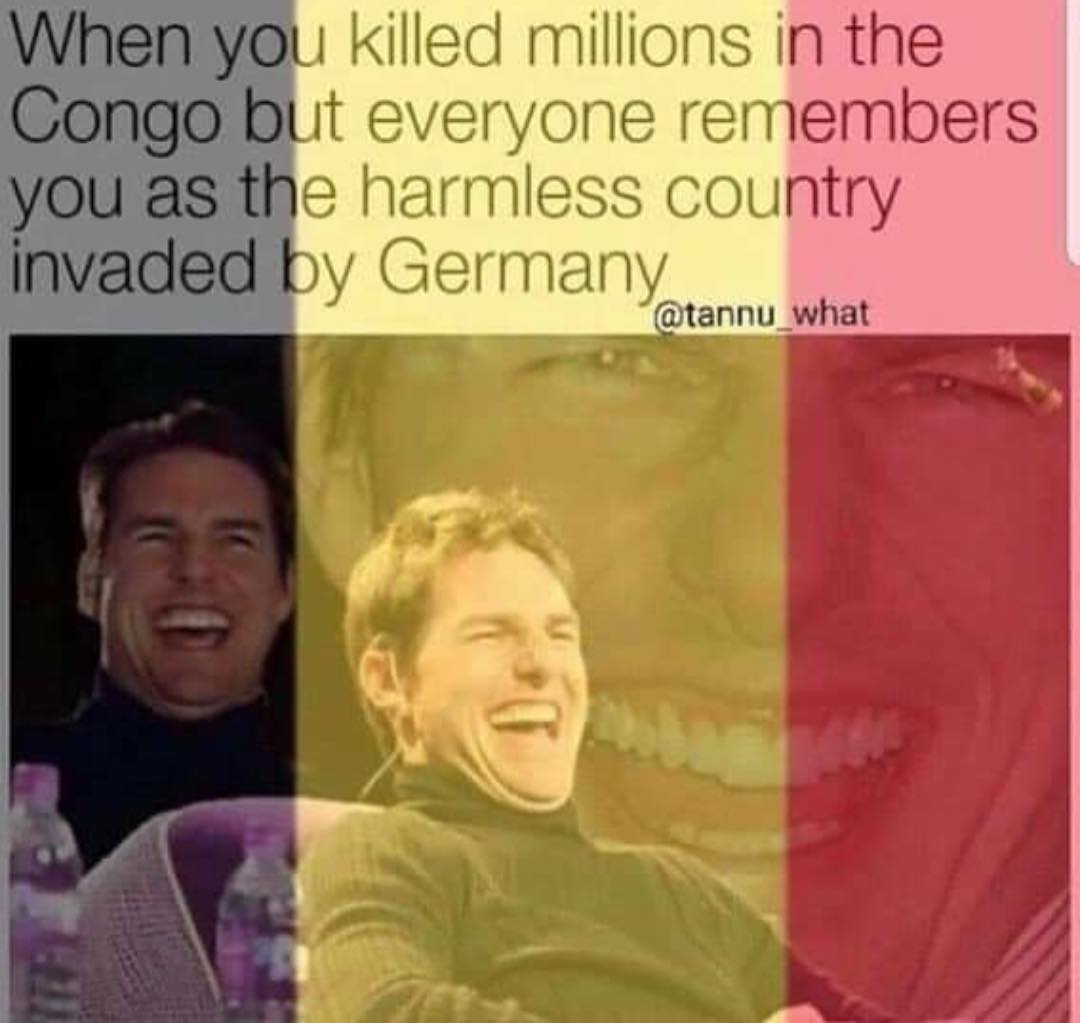 When you killed millions in the
Congo but everyone remembers
you as the harmless country
invaded by Germany
@tannu_what